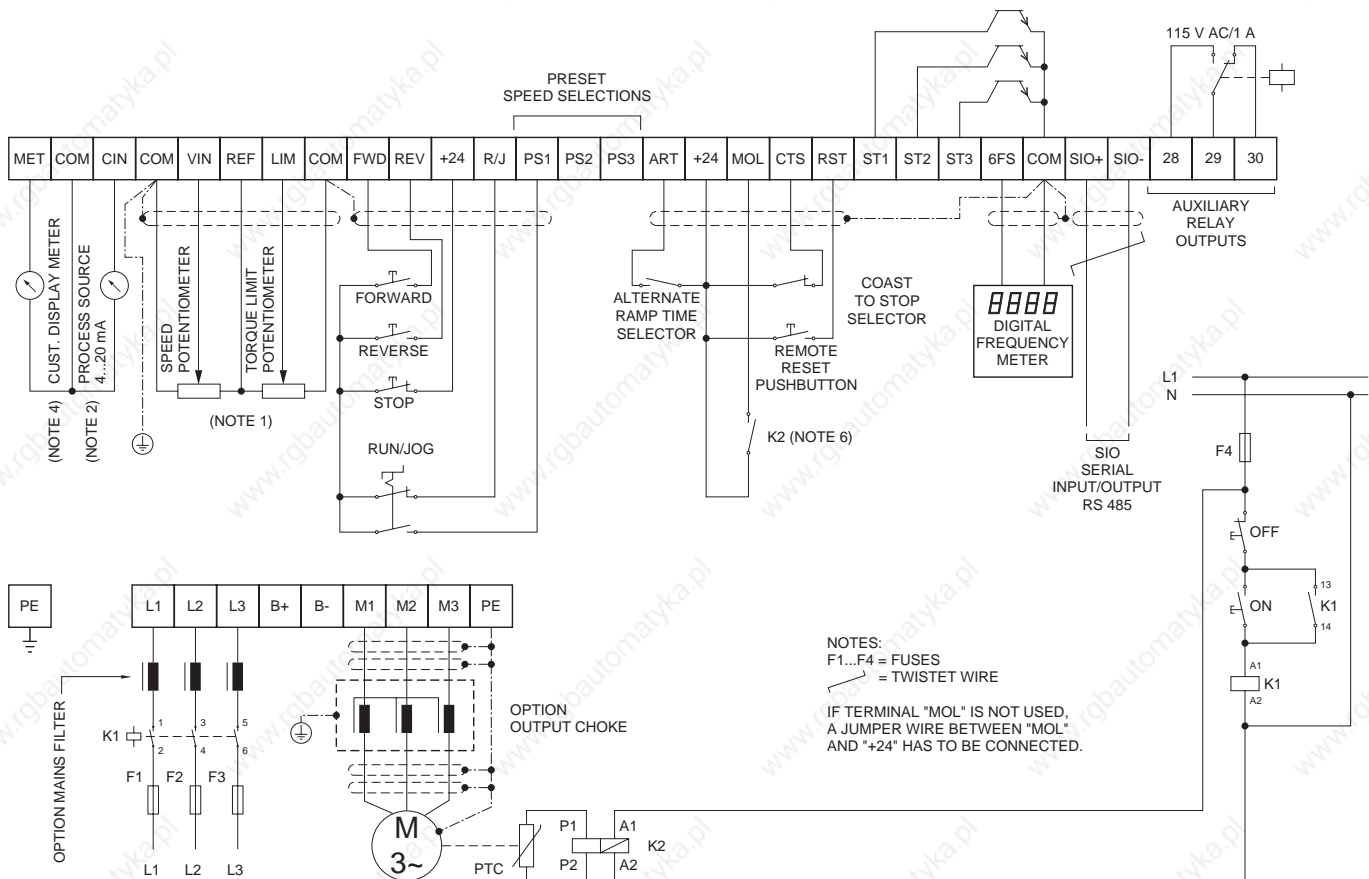 115 V AC/1 A
PRESET
SPEED SELECTIONS
MET COM CIN COM VIN REF LIM COM FWD REV +24 R/J PS1 PS2 PS3 ART +24 MOL CTS RST ST1 ST2 ST3 6FS COM SIO+ SIO- 28 29 30
AUXILIARY
RELAY
OUTPUTS
CUST. DISPLAY METER
(NOTE 4)
PROCESS SOURCE
4...20 mA
(NOTE 2)
SPEED
POTENTIOMETER
TORQUE LIMIT
POTENTIOMETER
(NOTE 1)
FORWARD
REVERSE
STOP
RUN/JOG
ALTERNATE
RAMP TIME
SELECTOR
COAST
TO STOP
SELECTOR
REMOTE
RESET
PUSHBUTTON
K2 (NOTE 6)
8888
DIGITAL
FREQUENCY
METER
SIO
SERIAL
INPUT/OUTPUT
RS 485
L1
N
F4
OFF
ON
13
K1
14
A1
K1
A2
PE
L1 L2 L3 B+ B- M1 M2 M3 PE
OPTION MAINS FILTER
K1
1 3 5
2 4 6
F1 F2 F3
L1 L2 L3
OPTION
OUTPUT CHOKE
M
3~
PTC
P1
P2
A1
A2
K2
NOTES:
F1...F4 = FUSES
= TWISTET WIRE
IF TERMINAL "MOL" IS NOT USED,
A JUMPER WIRE BETWEEN "MOL"
AND "+24" HAS TO BE CONNECTED.
www.rgbautomatyka.pl